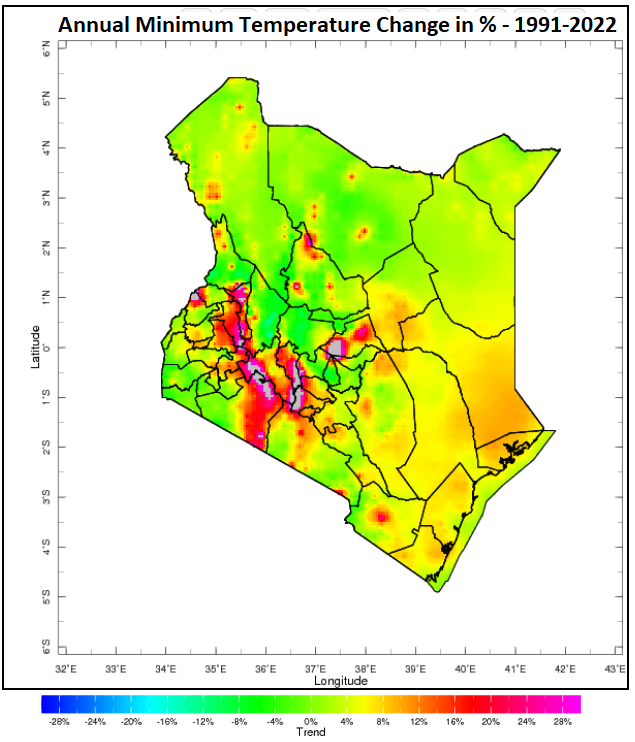 Annual Minimum Temperature Change in % - 1991-2022
6°N
5°N
4°N
3°N
2°N
1°N
0°
1°S
2°S
3°S
4°S
5°S
6°S
Latitude
32°E 33°E 34°E 35°E 36°E 37°E 38°E 39°E 40°E 41°E 42°E 43°E
Longitude
-28% -24% -20% -16% -12% -8% -4% 0% 4% 8% 12% 16% 20% 24% 28%
Trend